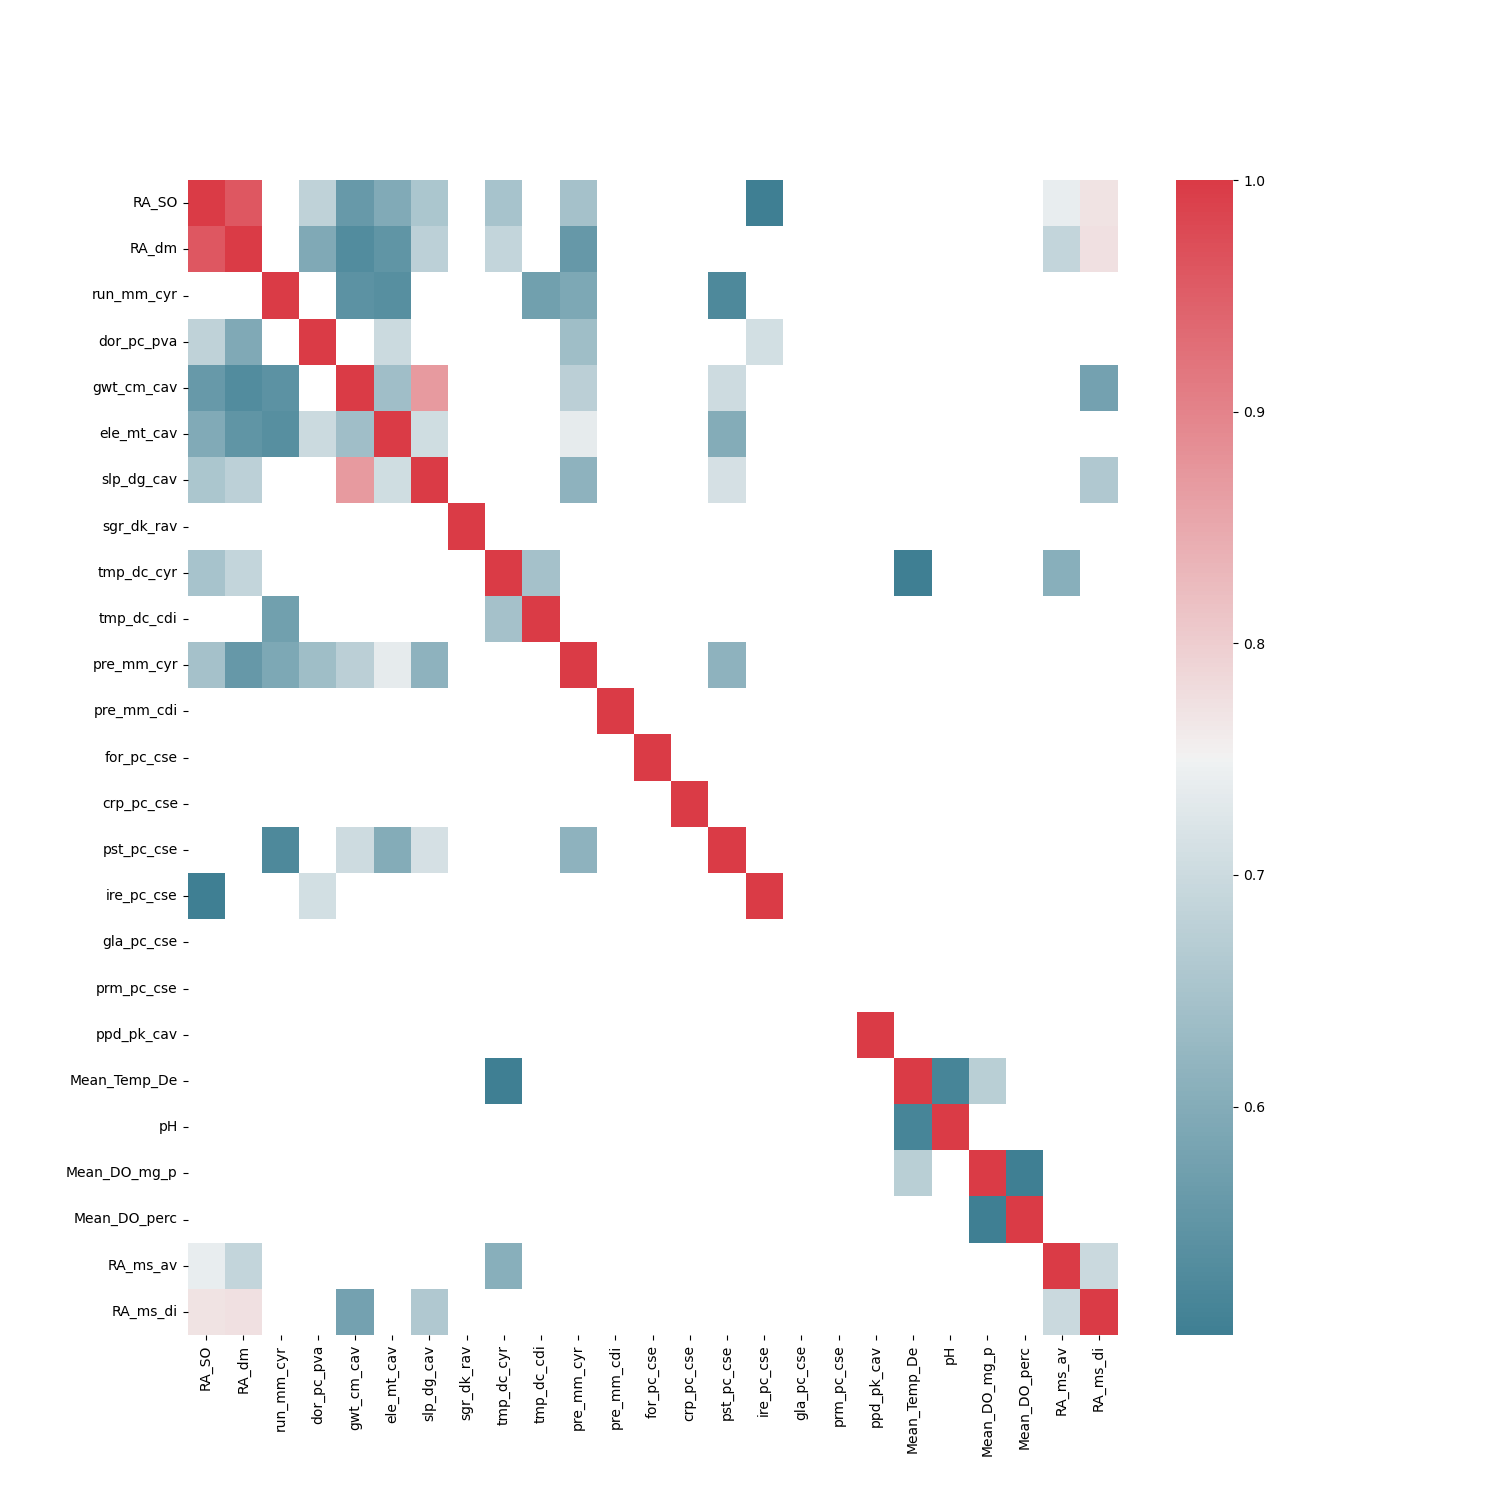 RA_SO
RA_dm
run_mm_cyr
dor_pc_pva
gwt_cm_cav
ele_mt_cav
slp_dg_cav
sgr_dk_rav
tmp_dc_cyr
tmp_dc_cdi
pre_mm_cyr
pre_mm_cdi
for_pc_cse
crp_pc_cse
pst_pc_cse
ire_pc_cse
gla_pc_cse
prm_pc_cse
ppd_pk_cav
Mean_Temp_De
pH
Mean_DO_mg_p
Mean_DO_perc
RA_ms_av
RA_ms_di
RA_SO
RA_dm
run_mm_cyr
dor_pc_pva
gwt_cm_cav
ele_mt_cav
slp_dg_cav
sgr_dk_rav
tmp_dc_cyr
tmp_dc_cdi
pre_mm_cyr
pre_mm_cdi
for_pc_cse
crp_pc_cse
pst_pc_cse
ire_pc_cse
gla_pc_cse
prm_pc_cse
ppd_pk_cav
Mean_Temp_De
pH
Mean_DO_mg_p
Mean_DO_perc
RA_ms_av
RA_ms_di
1.0
0.9
0.8
0.7
0.6